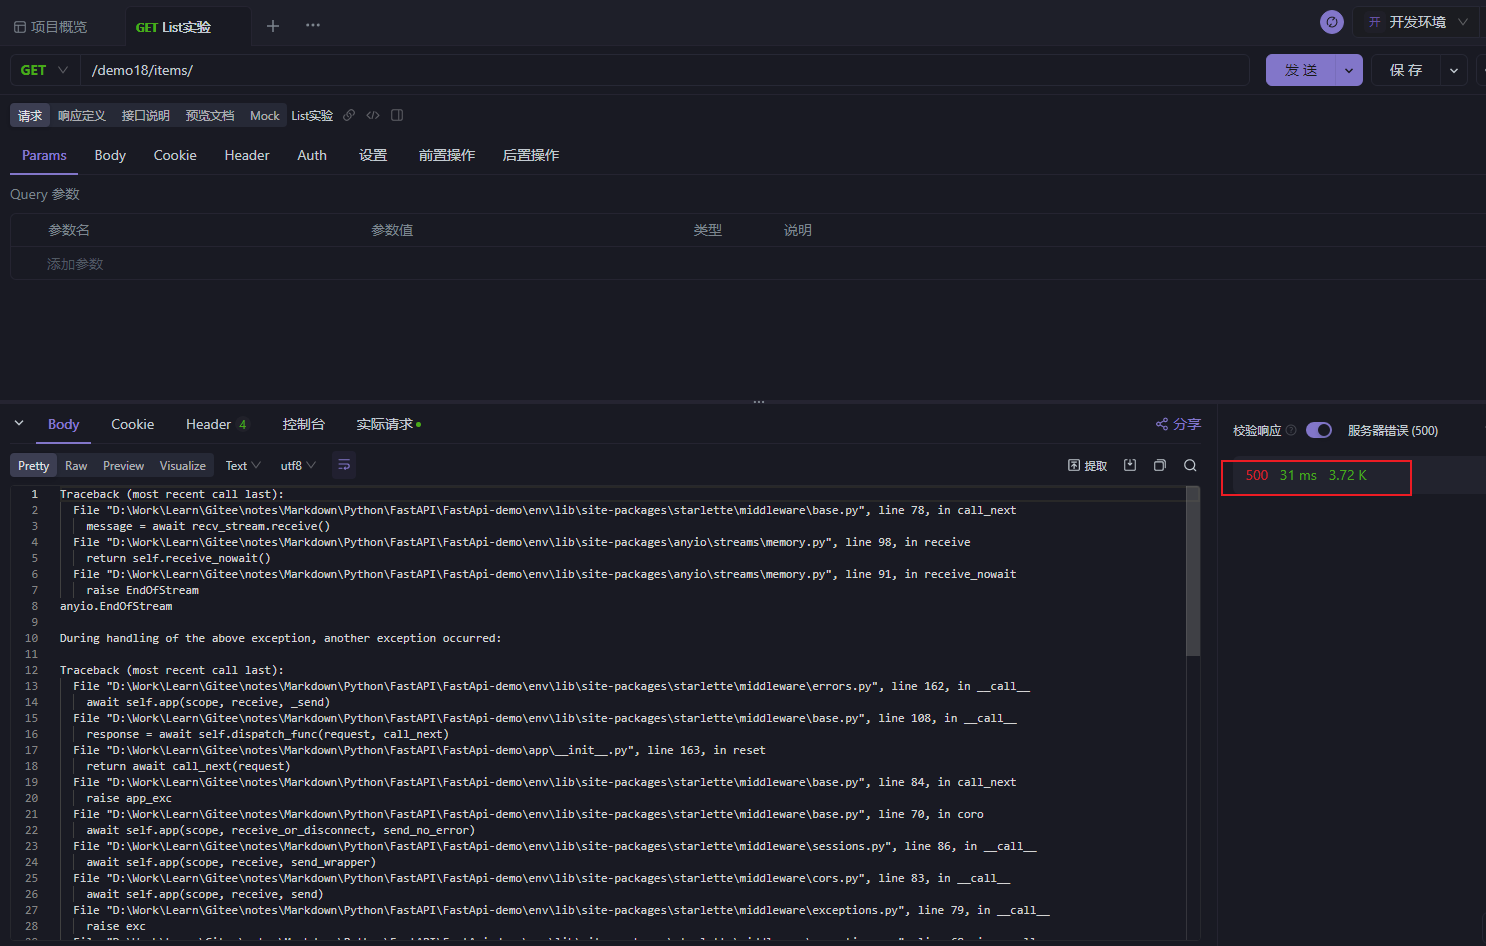 项目概览
GET List实验
开 开发环境
GET /demo18/items/
发 送
保 存
请求 响应定义 接口说明 预览文档 Mock List实验
Params Body Cookie Header Auth 设置 前置操作 后置操作
Query 参数
参数名 参数值 类型 说明
添加参数
Body Cookie Header 4 控制台 实际请求
分享
校验响应 服务器错误 (500)
Pretty Raw Preview Visualize Text utf8
提取
500 31 ms 3.72 K
1 Traceback (most recent call last):
2 File "D:\Work\Learn\Gitee\notes\Markdown\Python\FastAPI\FastApi-demo\env\lib\site-packages\starlette\middleware\base.py", line 78, in call_next
3 message = await recv_stream.receive()
4 File "D:\Work\Learn\Gitee\notes\Markdown\Python\FastAPI\FastApi-demo\env\lib\site-packages\anyio\streams\memory.py", line 98, in receive
5 return self.receive_nowait()
6 File "D:\Work\Learn\Gitee\notes\Markdown\Python\FastAPI\FastApi-demo\env\lib\site-packages\anyio\streams\memory.py", line 91, in receive_nowait
7 raise EndOfStream
8 anyio.EndOfStream
9
10 During handling of the above exception, another exception occurred:
11
12 Traceback (most recent call last):
13 File "D:\Work\Learn\Gitee\notes\Markdown\Python\FastAPI\FastApi-demo\env\lib\site-packages\starlette\middleware\errors.py", line 162, in __call__
14 await self.app(scope, receive, _send)
15 File "D:\Work\Learn\Gitee\notes\Markdown\Python\FastAPI\FastApi-demo\env\lib\site-packages\starlette\middleware\base.py", line 108, in __call__
16 response = await self.dispatch_func(request, call_next)
17 File "D:\Work\Learn\Gitee\notes\Markdown\Python\FastAPI\FastApi-demo\app\__init__.py", line 163, in reset
18 return await call_next(request)
19 File "D:\Work\Learn\Gitee\notes\Markdown\Python\FastAPI\FastApi-demo\env\lib\site-packages\starlette\middleware\base.py", line 84, in call_next
20 raise app_exc
21 File "D:\Work\Learn\Gitee\notes\Markdown\Python\FastAPI\FastApi-demo\env\lib\site-packages\starlette\middleware\base.py", line 70, in coro
22 await self.app(scope, receive_or_disconnect, send_no_error)
23 File "D:\Work\Learn\Gitee\notes\Markdown\Python\FastAPI\FastApi-demo\env\lib\site-packages\starlette\middleware\sessions.py", line 86, in __call__
24 await self.app(scope, receive, send_wrapper)
25 File "D:\Work\Learn\Gitee\notes\Markdown\Python\FastAPI\FastApi-demo\env\lib\site-packages\starlette\middleware\cors.py", line 83, in __call__
26 await self.app(scope, receive, send)
27 File "D:\Work\Learn\Gitee\notes\Markdown\Python\FastAPI\FastApi-demo\env\lib\site-packages\starlette\middleware\exceptions.py", line 79, in __call__
28 raise exc